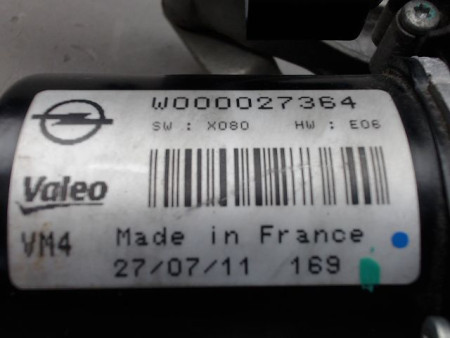 W000027364
SW : X080 HW : E06
Valeo
VM4 Made in France
27/07/11 169